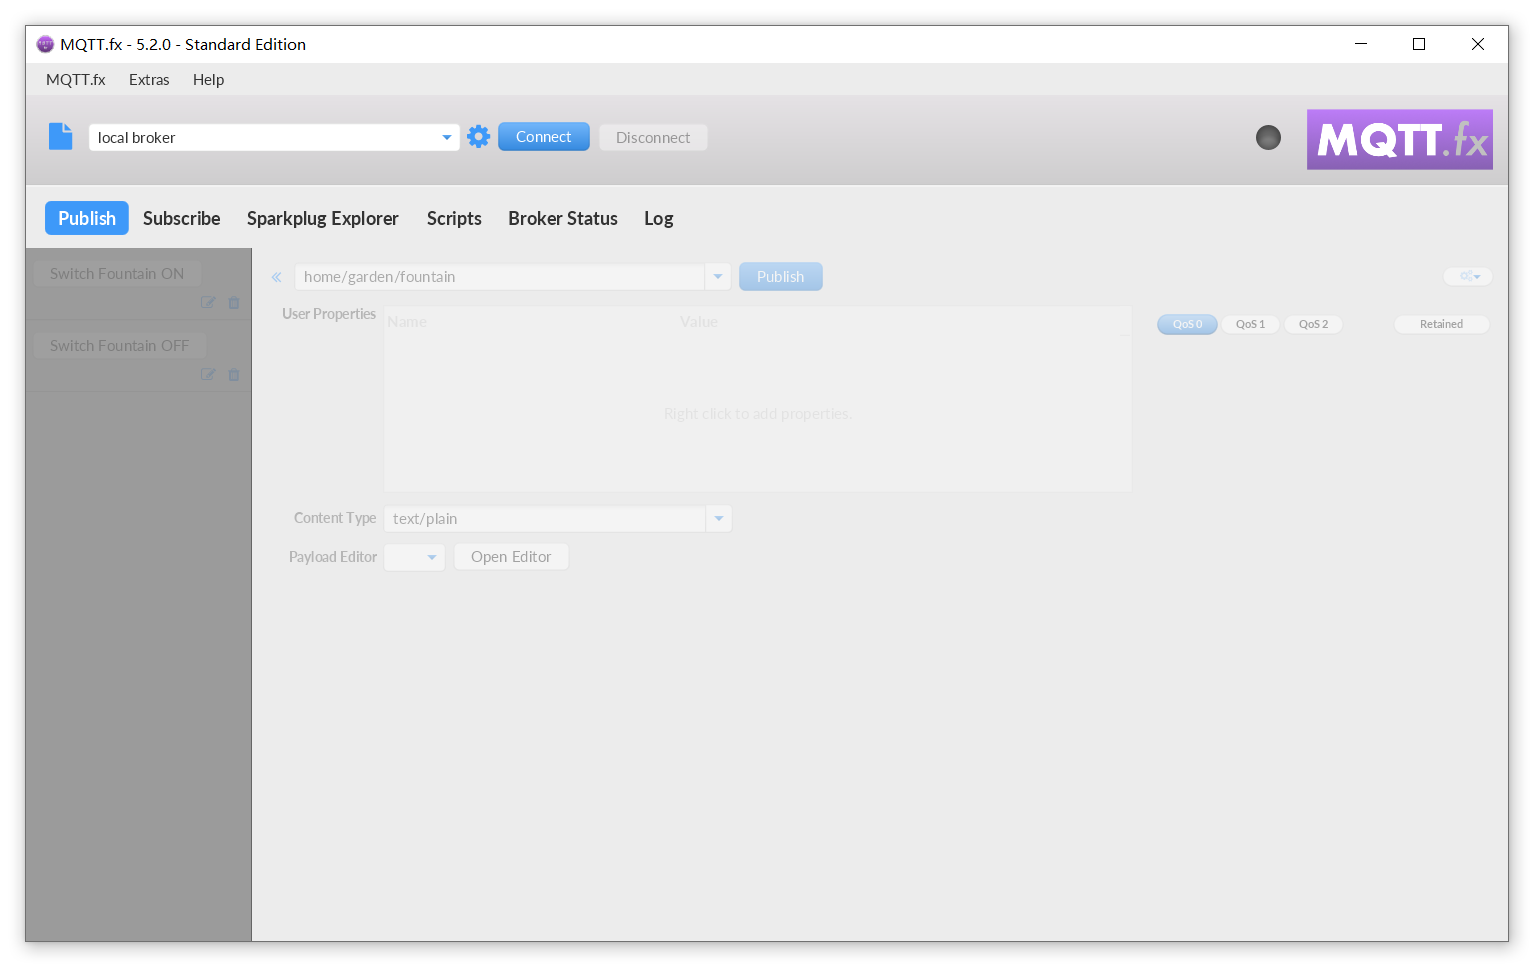 MQTT.fx - 5.2.0 - Standard Edition
MQTT.fx Extras Help
local broker Connect Disconnect MQTT.fx
Publish Subscribe Sparkplug Explorer Scripts Broker Status Log
Switch Fountain ON
Switch Fountain OFF
home/garden/fountain Publish
User Properties Name Value QoS 0 QoS 1 QoS 2 Retained
Right click to add properties.
Content Type text/plain
Payload Editor Open Editor